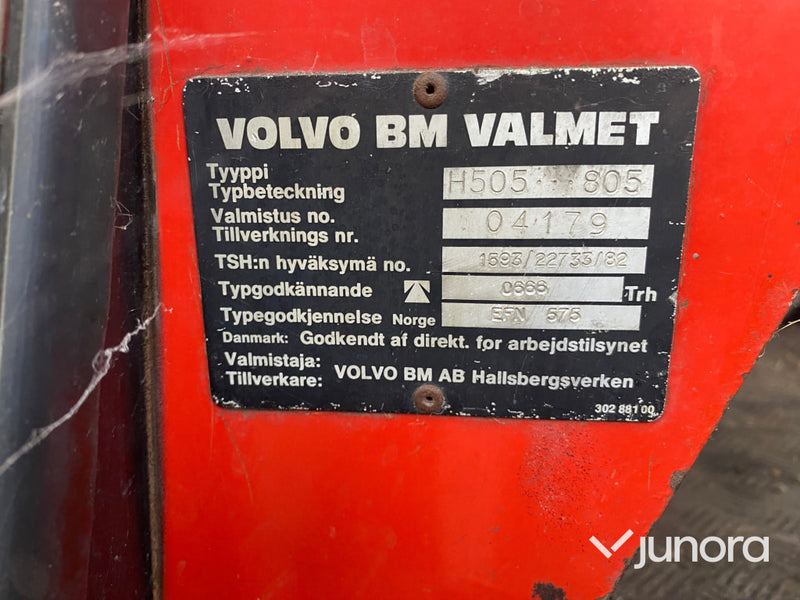 VOLVO BM VALMET
Tyyppi
Typbeteckning H505 805
Valmistus no.
Tillverknings nr. 04179
TSH:n hyväksymä no. 1593/22733/82
Typgodkännande 0666 Trh
Typegodkjennelse Norge EFN 575
Danmark: Godkendt af direkt. før arbejdstilsynet
Valmistaja:
Tillverkare: VOLVO BM AB Hallsbergsverken
302 881 00
junora